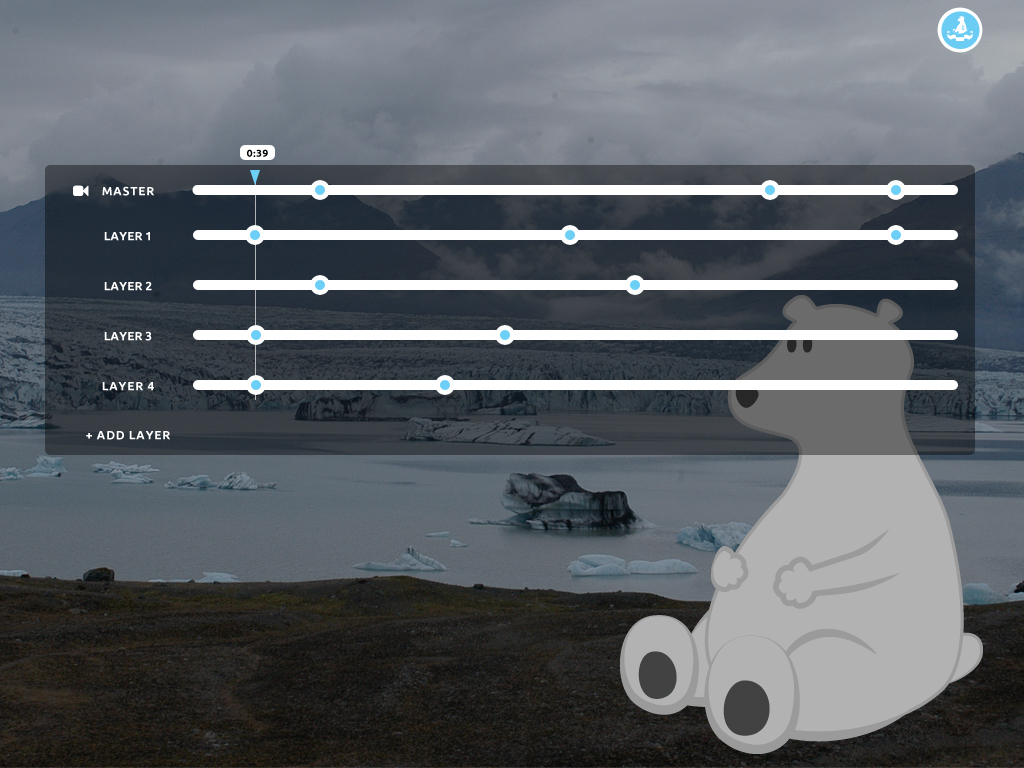 0:39
MASTER
LAYER 1
LAYER 2
LAYER 3
LAYER 4
+ ADD LAYER